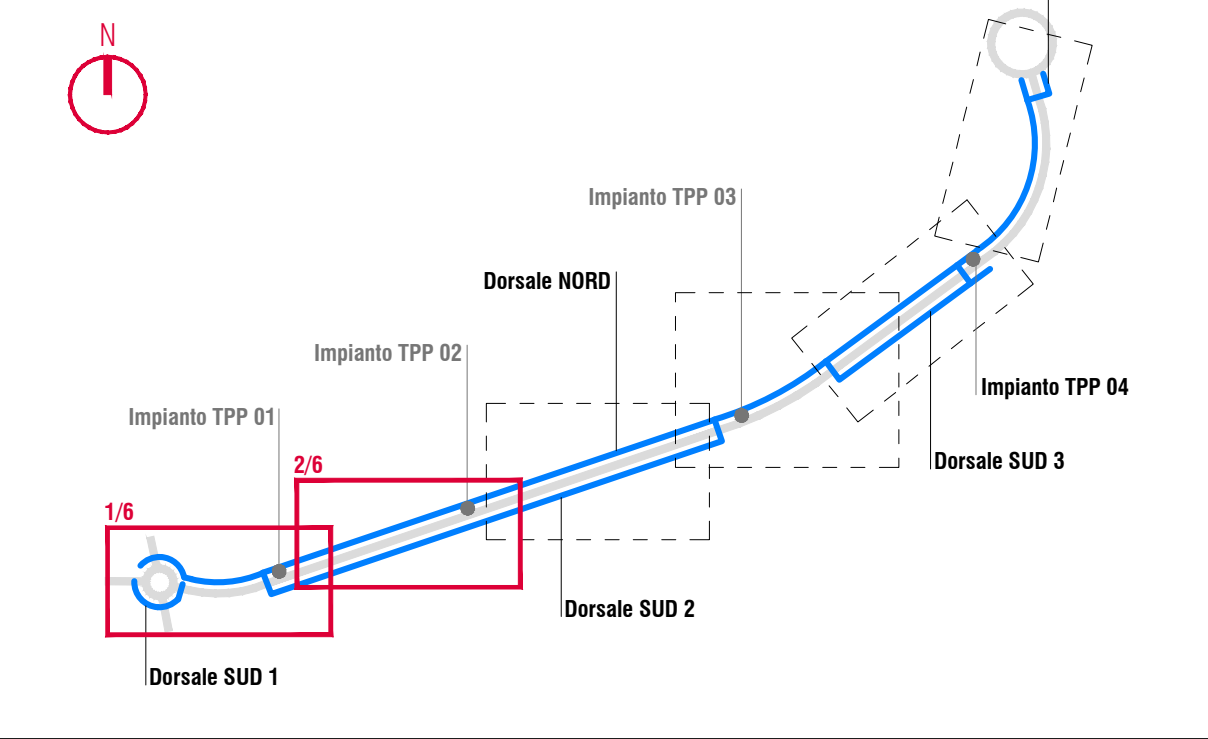 N
Impianto TPP 03
Dorsale NORD
Impianto TPP 02
Impianto TPP 04
Impianto TPP 01
Dorsale SUD 3
2/6
1/6
Dorsale SUD 2
Dorsale SUD 1